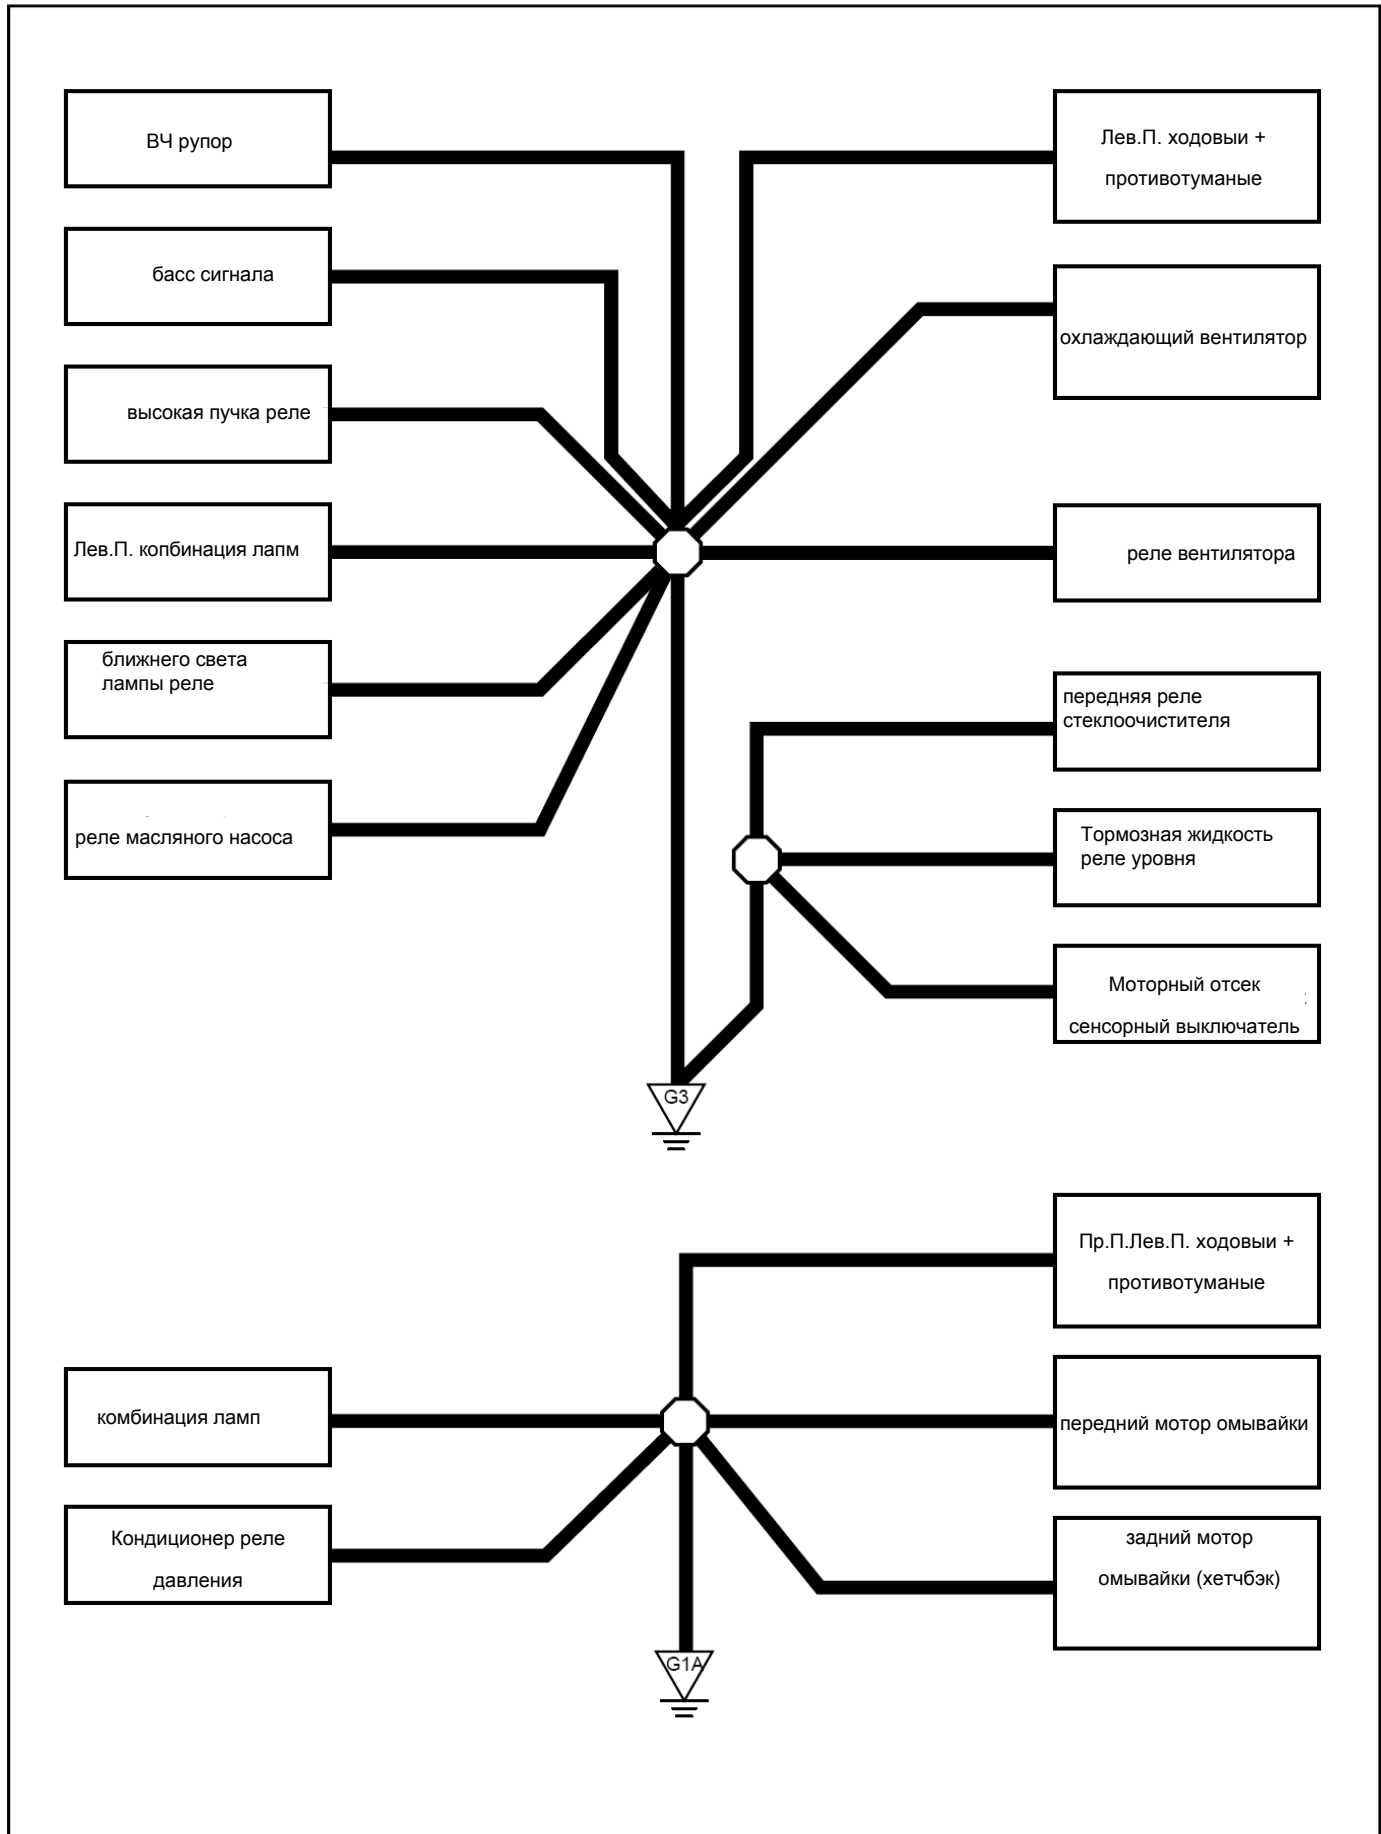 ВЧ рупор
басс сигнала
высокая пучка реле
Лев.П. копбинация лапм
ближнего света
лампы реле
реле масляного насоса
Лев.П. ходовыи +
противотуманые
охлаждающий вентилятор
реле вентилятора
передняя реле
стеклоочистителя
Тормозная жидкость
реле уровня
Моторный отсек
сенсорный выключатель
G3
Пр.П.Лев.П. ходовыи +
противотуманые
комбинация ламп
передний мотор омывайки
Кондиционер реле
давления
задний мотор
омывайки (хетчбэк)
G1A